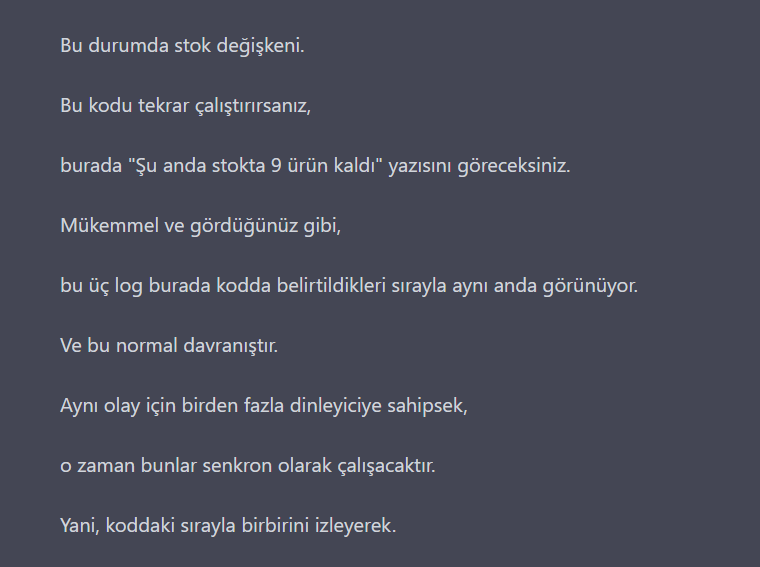 Bu durumda stok değişkeni.
Bu kodu tekrar çalıştırırsanız,
burada "Şu anda stokta 9 ürün kaldı" yazısını göreceksiniz.
Mükemmel ve gördüğünüz gibi,
bu üç log burada kodda belirtildikleri sırayla aynı anda görünüyor.
Ve bu normal davranıştır.
Aynı olay için birden fazla dinleyiciye sahipsek,
o zaman bunlar senkron olarak çalışacaktır.
Yani, koddaki sırayla birbirini izleyerek.